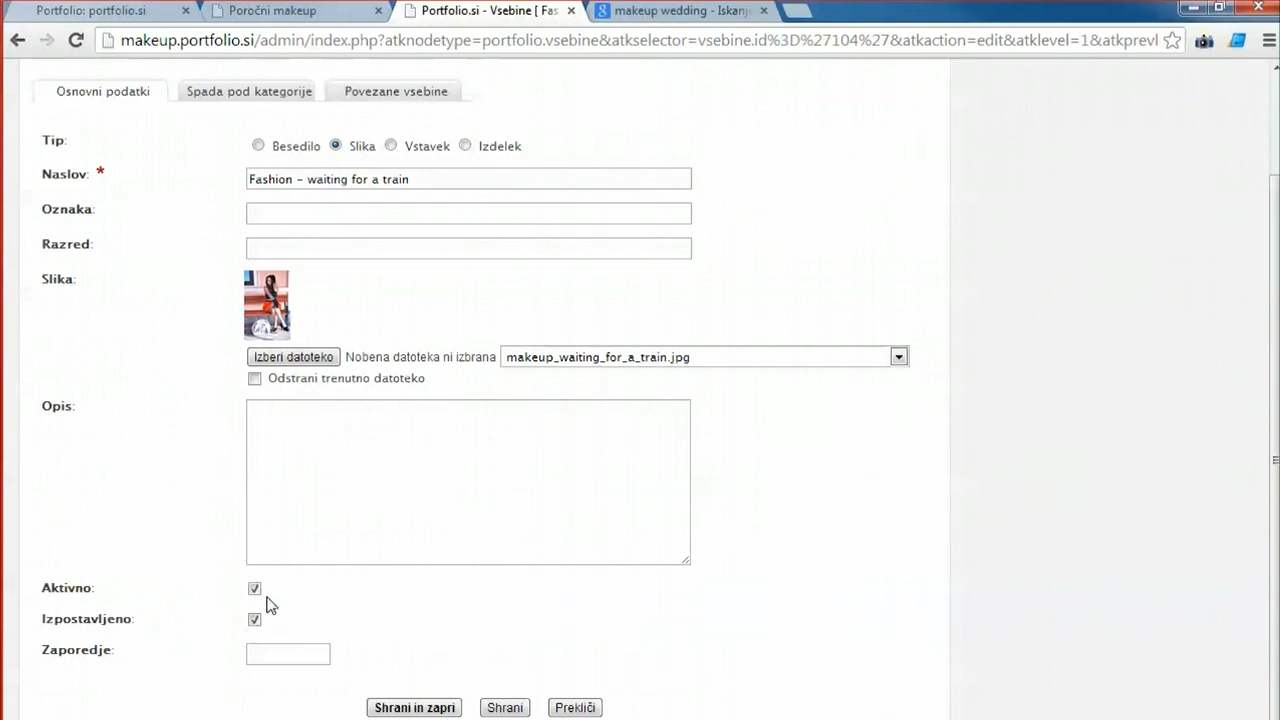 Portfolio: portfolio.si
Poročni makeup
Portfolio.si - Vsebine [ Fas
makeup wedding - Iskanj
makeup.portfolio.si/admin/index.php?atknodetype=portfolio.vsebine&atkselector=vsebine.id%3D%27104%27&atkaction=edit&atklevel=1&atkprevl
Osnovni podatki
Spada pod kategorije
Povezane vsebine
Tip: Besedilo Slika Vstavek Izdelek
Naslov: * Fashion - waiting for a train
Oznaka:
Razred:
Slika:
Izberi datoteko Nobena datoteka ni izbrana makeup_waiting_for_a_train.jpg
Odstrani trenutno datoteko
Opis:
Aktivno:
Izpostavljeno:
Zaporedje:
Shrani in zapri Shrani Prekliči